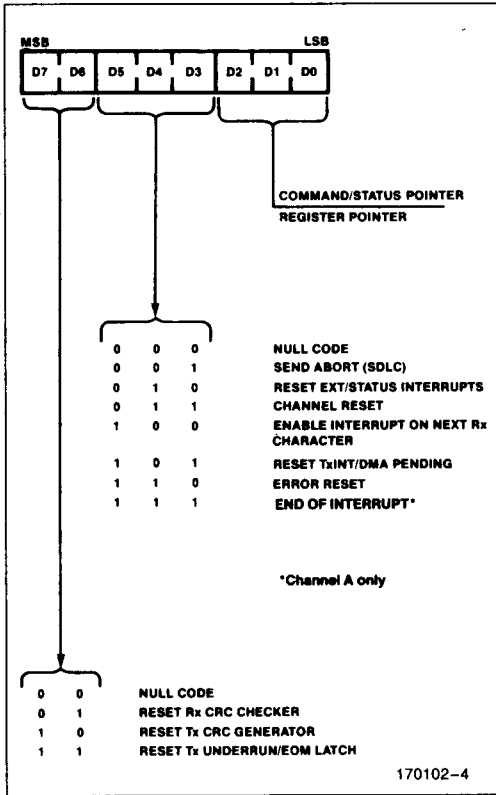 MSB LSB
D7 D6 D5 D4 D3 D2 D1 D0
COMMAND/STATUS POINTER
REGISTER POINTER
0 0 0 NULL CODE
0 0 1 SEND ABORT (SDLC)
0 1 0 RESET EXT/STATUS INTERRUPTS
0 1 1 CHANNEL RESET
1 0 0 ENABLE INTERRUPT ON NEXT Rx
CHARACTER
1 0 1 RESET TxINT/DMA PENDING
1 1 0 ERROR RESET
1 1 1 END OF INTERRUPT*
*Channel A only
0 0 NULL CODE
0 1 RESET Rx CRC CHECKER
1 0 RESET Tx CRC GENERATOR
1 1 RESET Tx UNDERRUN/EOM LATCH
170102-4